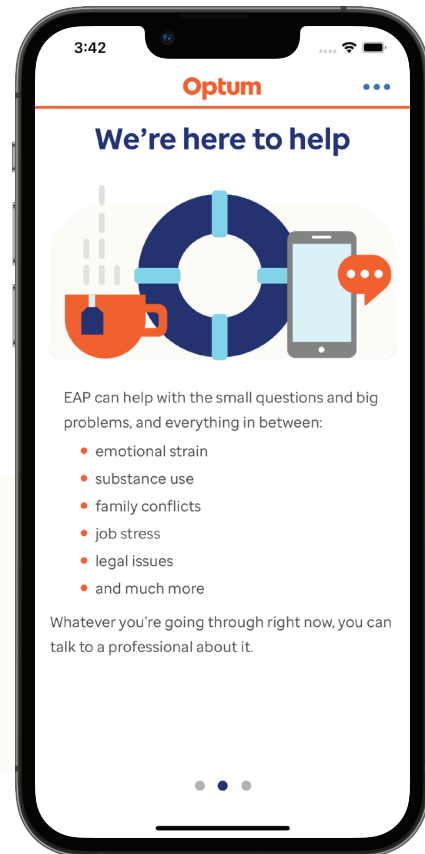 3:42
Optum
We're here to help
EAP can help with the small questions and big
problems, and everything in between:
emotional strain
substance use
family conflicts
job stress
legal issues
and much more
Whatever you're going through right now, you can
talk to a professional about it.